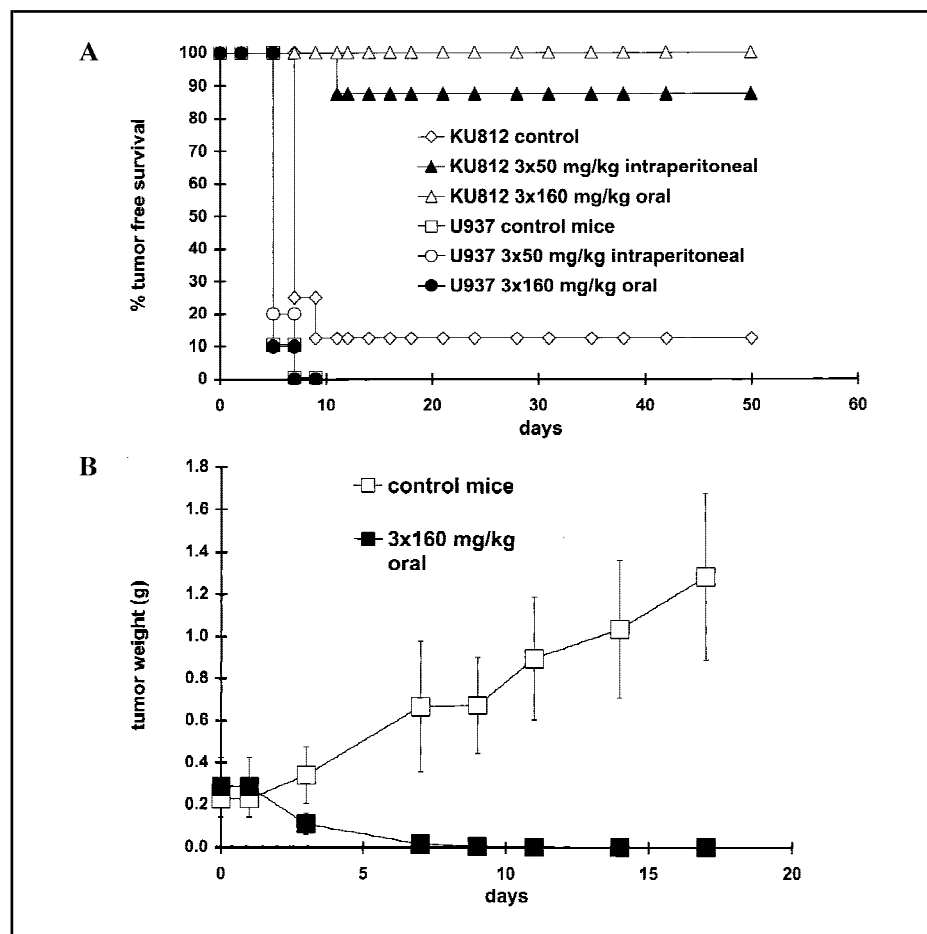 A
100
90
80
70
60
50
40
30
20
10
0
% tumor free survival
KU812 control
KU812 3x50 mg/kg intraperitoneal
KU812 3x160 mg/kg oral
U937 control mice
U937 3x50 mg/kg intraperitoneal
U937 3x160 mg/kg oral
0 10 20 30 40 50 60
days
B
1.8
1.6
1.4
1.2
1.0
0.8
0.6
0.4
0.2
0.0
tumor weight (g)
control mice
3x160 mg/kg
oral
0 5 10 15 20
days